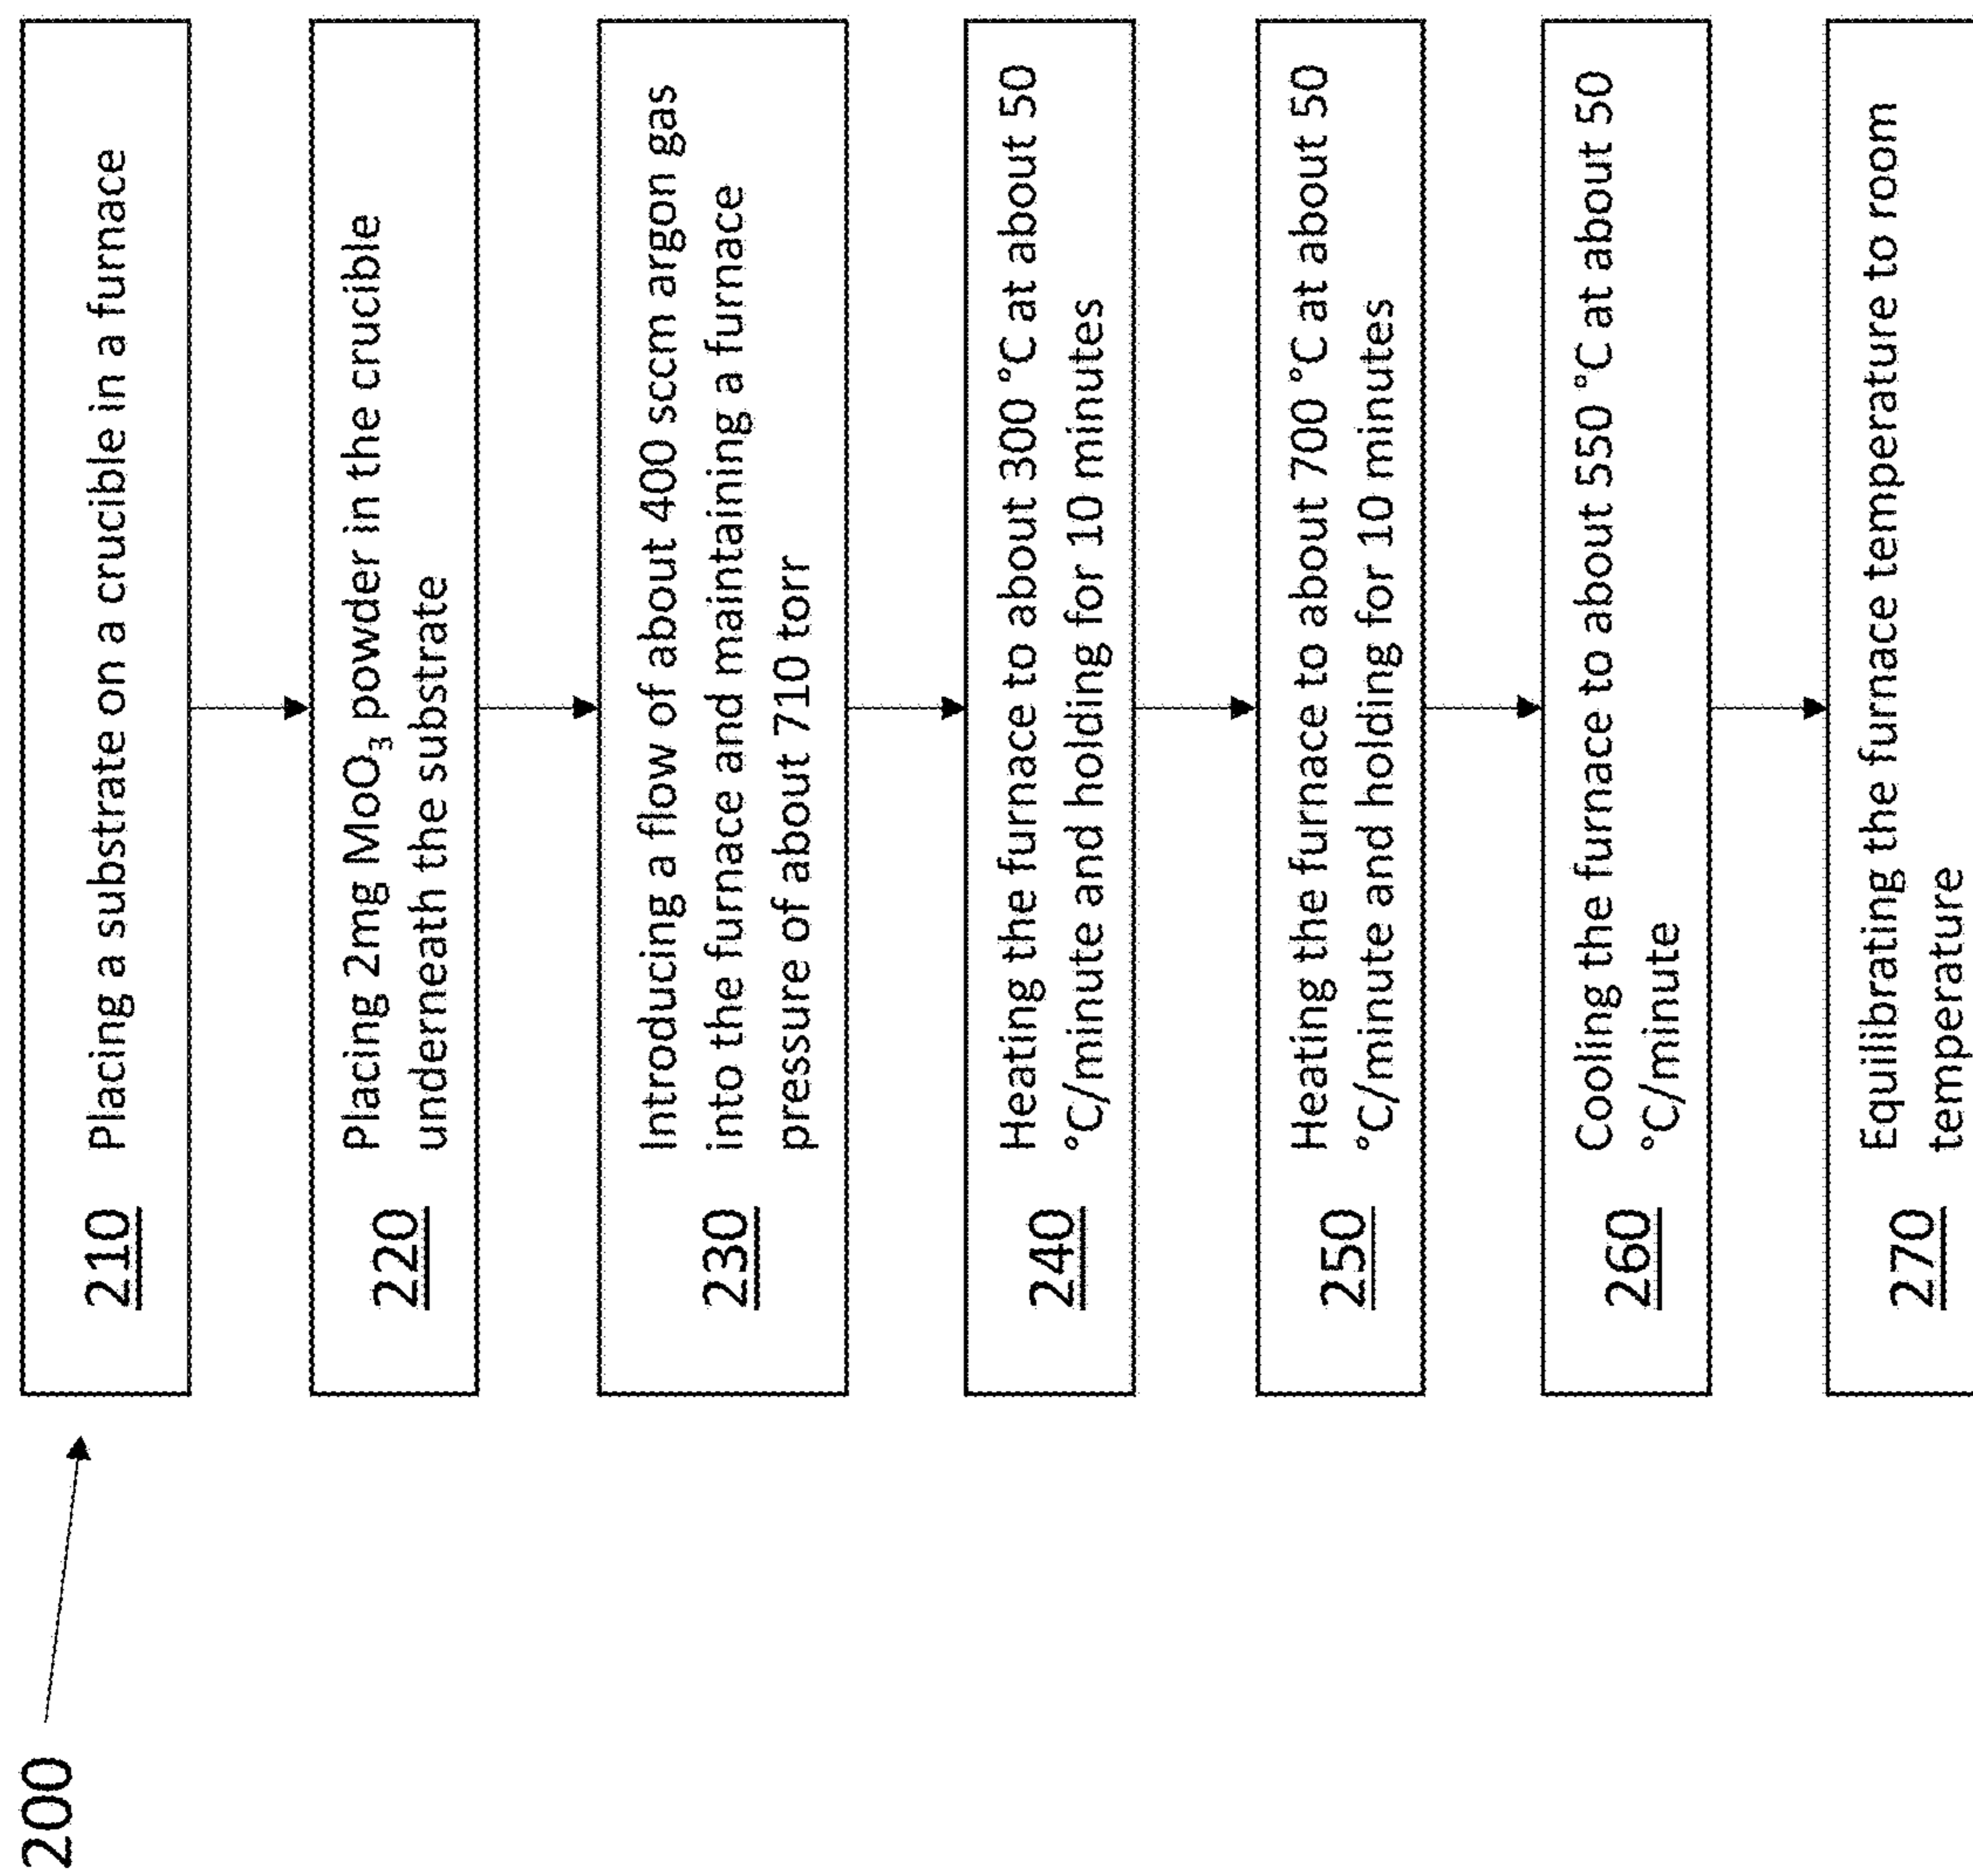 200
210 Placing a substrate on a crucible in a furnace
220 Placing 2mg MoO₃ powder in the crucible
underneath the substrate
230 Introducing a flow of about 400 sccm argon gas
into the furnace and maintaining a furnace
pressure of about 710 torr
240 Heating the furnace to about 300 °C at about 50
°C/minute and holding for 10 minutes
250 Heating the furnace to about 700 °C at about 50
°C/minute and holding for 10 minutes
260 Cooling the furnace to about 550 °C at about 50
°C/minute
270 Equilibrating the furnace temperature to room
temperature